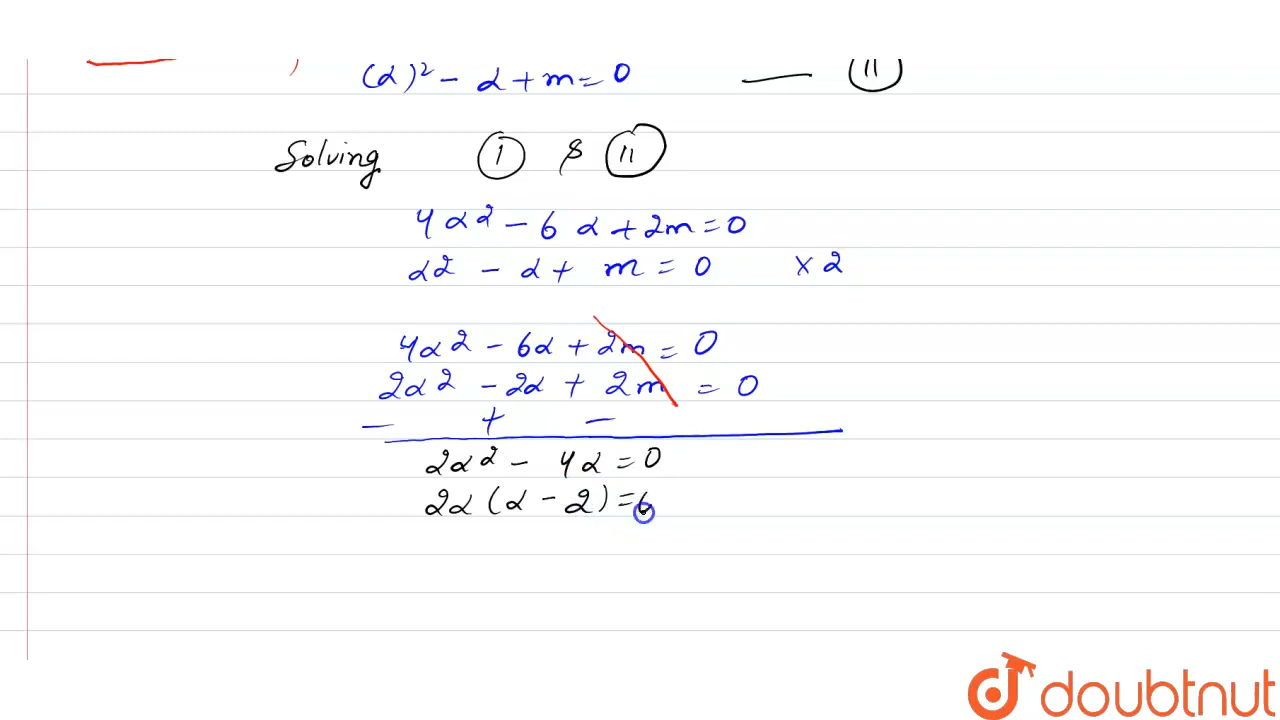 (α)² - α + m = 0 —— (II)
Solving (I) & (II)
4α² - 6α + 2m = 0
α² - α + m = 0 × 2
4α² - 6α + 2m = 0
2α² - 2α + 2m = 0
- + -
2α² - 4α = 0
2α (α - 2) = 6
doubtnut